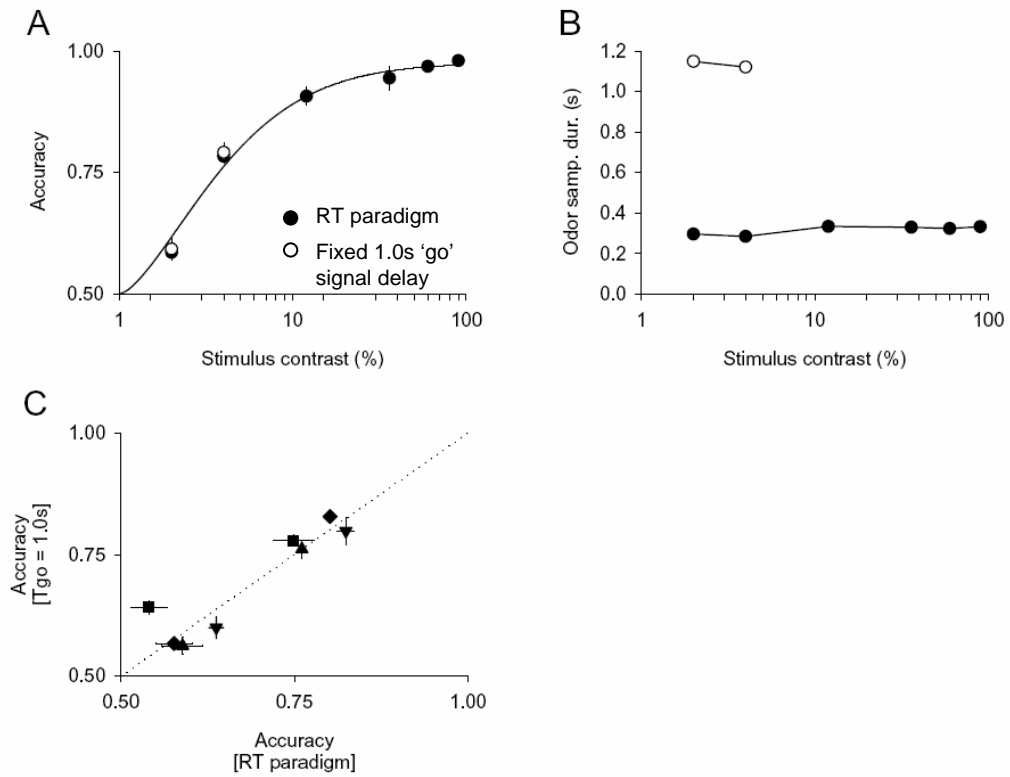 A
1.00
0.75
0.50
Accuracy
1
10
100
Stimulus contrast (%)
RT paradigm
Fixed 1.0s ‘go’
signal delay
B
1.2
1.0
0.8
0.6
0.4
0.2
0.0
Odor samp. dur. (s)
1
10
100
Stimulus contrast (%)
C
1.00
0.75
0.50
Accuracy
[Tgo = 1.0s]
0.50
0.75
1.00
Accuracy
[RT paradigm]